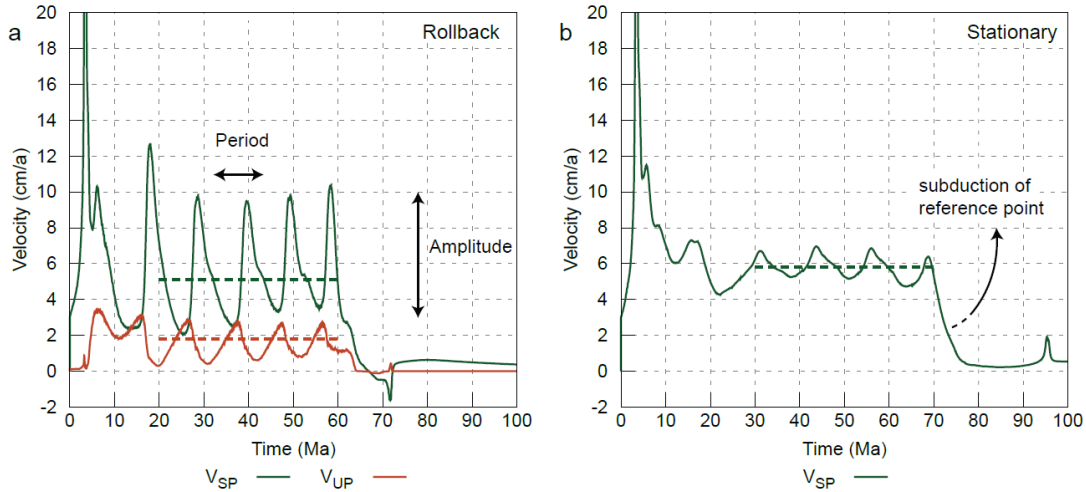 a
Rollback
20
18
16
14
12
10
8
6
4
2
0
-2
Velocity (cm/a)
Period
Amplitude
0 10 20 30 40 50 60 70 80 90 100
Time (Ma)
V_SP V_UP
b
Stationary
20
18
16
14
12
10
8
6
4
2
0
-2
Velocity (cm/a)
subduction of
reference point
0 10 20 30 40 50 60 70 80 90 100
Time (Ma)
V_SP